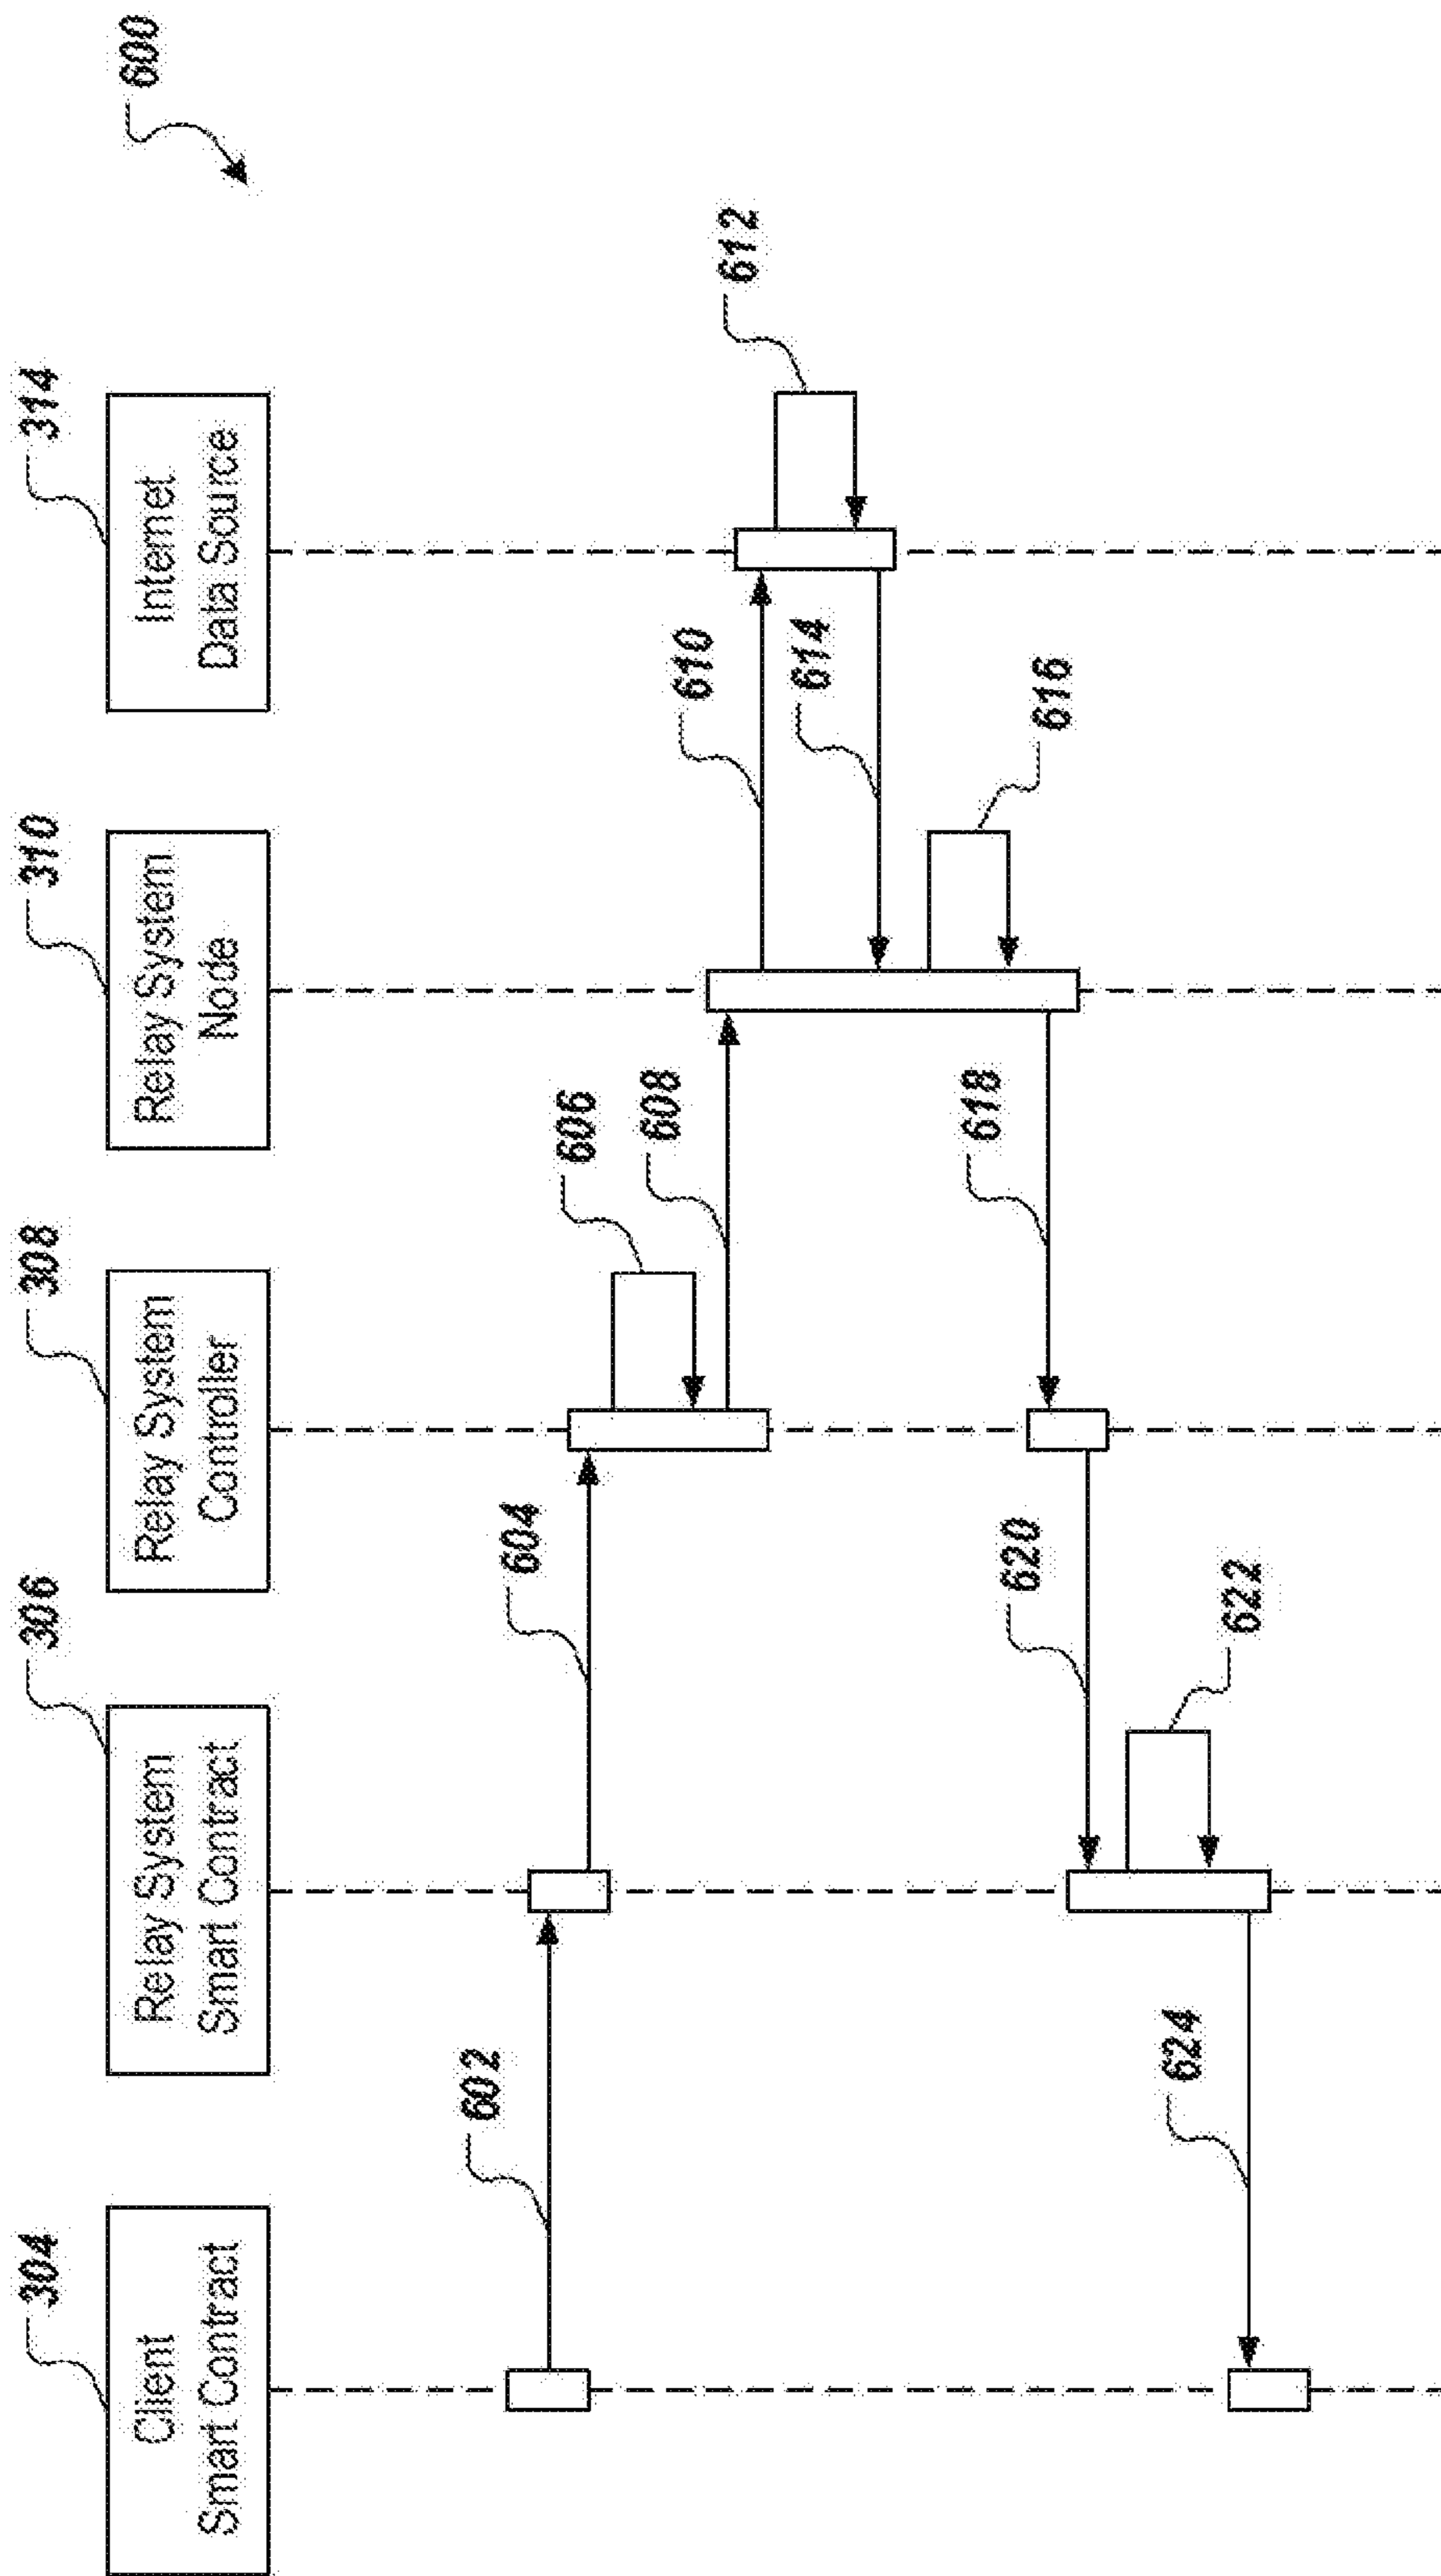 600
304
306
308
310
314
Client
Smart Contract
Relay System
Smart Contract
Relay System
Controller
Relay System
Node
Internet
Data Source
602
604
606
608
610
612
614
616
618
620
622
624